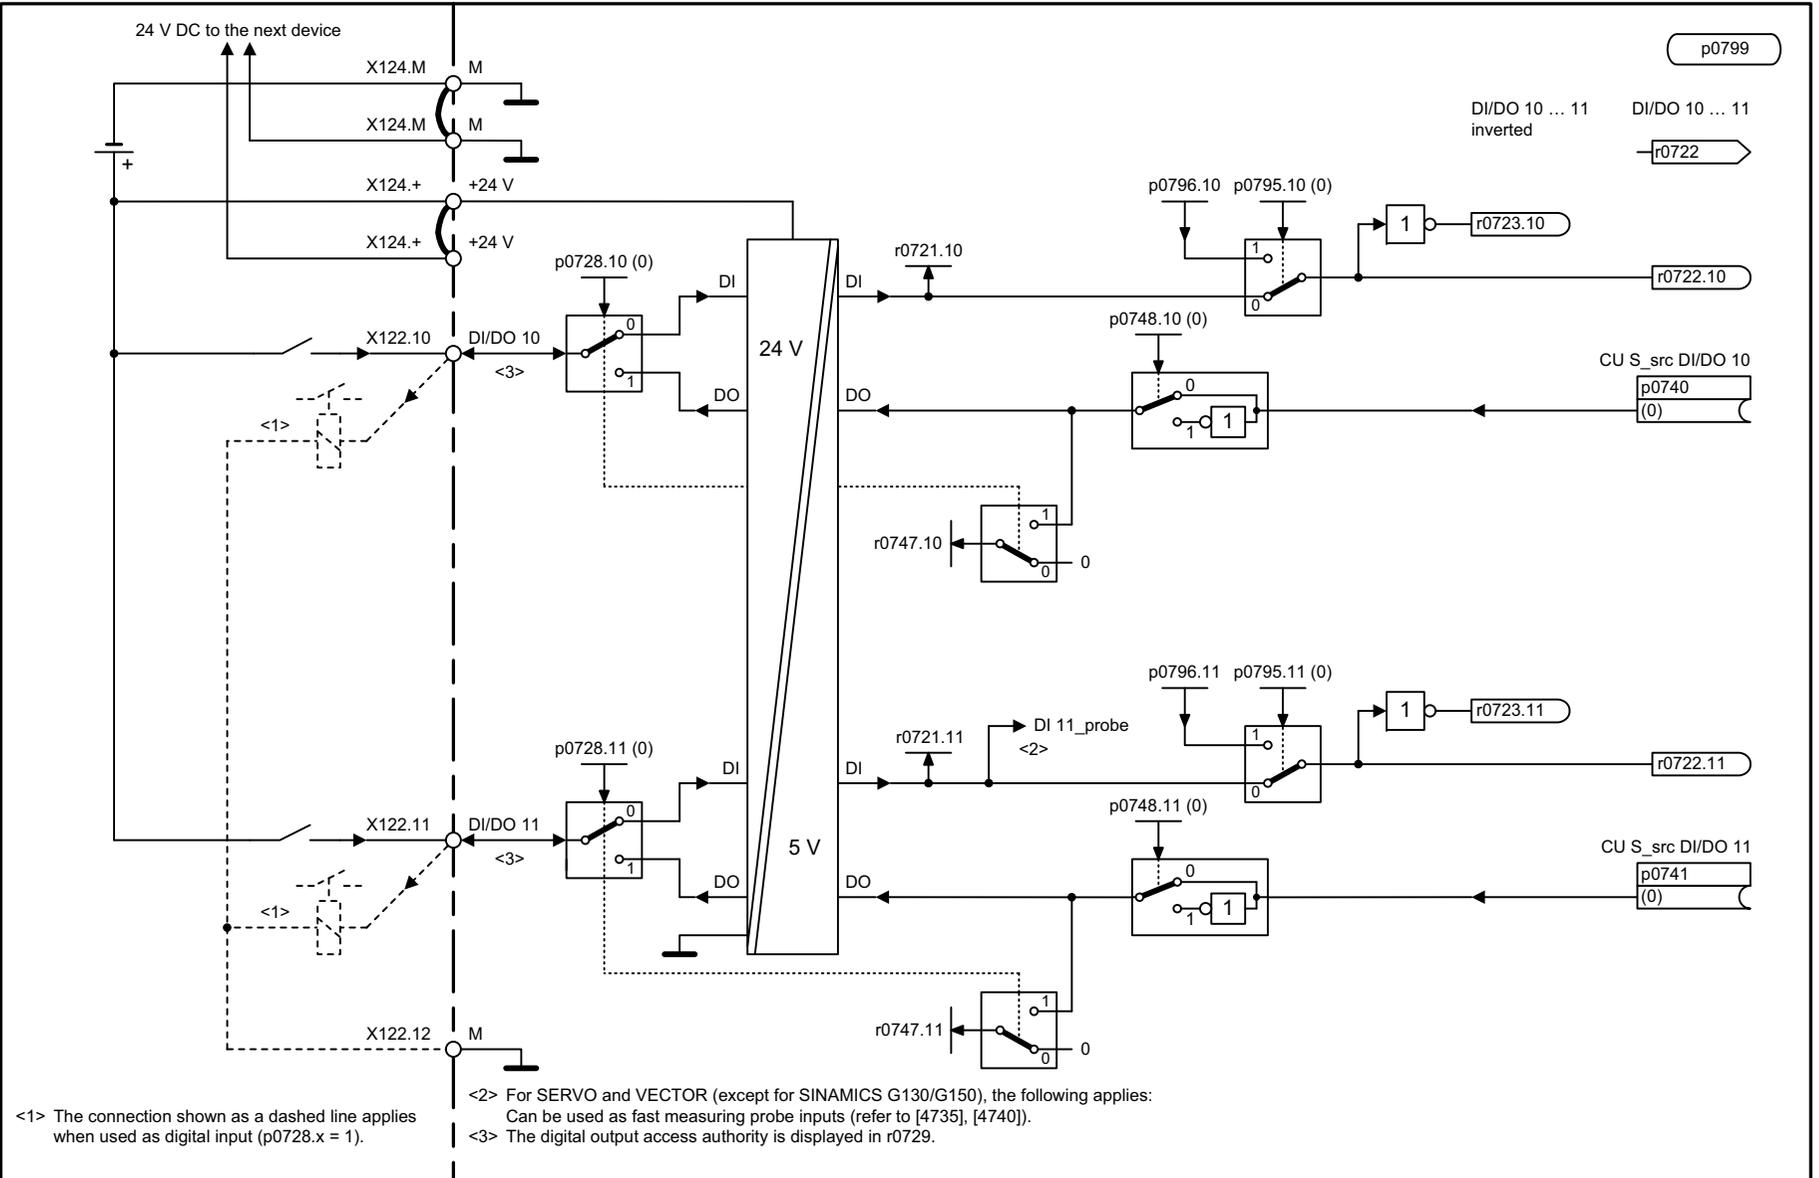 24 V DC to the next device
p0799
X124.M M
DI/DO 10 … 11 DI/DO 10 … 11
inverted
X124.M M
r0722
+
X124.+ +24 V
p0796.10 p0795.10 (0)
1 r0723.10
X124.+ +24 V
r0721.10
1
p0728.10 (0)
DI DI
r0722.10
0
p0748.10 (0)
0
X122.10 DI/DO 10
24 V
<3>
CU S_src DI/DO 10
1
0
p0740
DO DO
(0)
1 1
<1>
1
r0747.10
0 0
p0796.11 p0795.11 (0)
1 r0723.11
DI 11_probe
r0721.11
<2>
1
p0728.11 (0)
DI DI
r0722.11
0
p0748.11 (0)
0
X122.11 DI/DO 11
5 V
<3>
CU S_src DI/DO 11
1
0
p0741
DO DO
(0)
1 1
<1>
1
r0747.11
X122.12 M
0 0
<2> For SERVO and VECTOR (except for SINAMICS G130/G150), the following applies:
Can be used as fast measuring probe inputs (refer to [4735], [4740]).
<3> The digital output access authority is displayed in r0729.
<1> The connection shown as a dashed line applies
when used as digital input (p0728.x = 1).